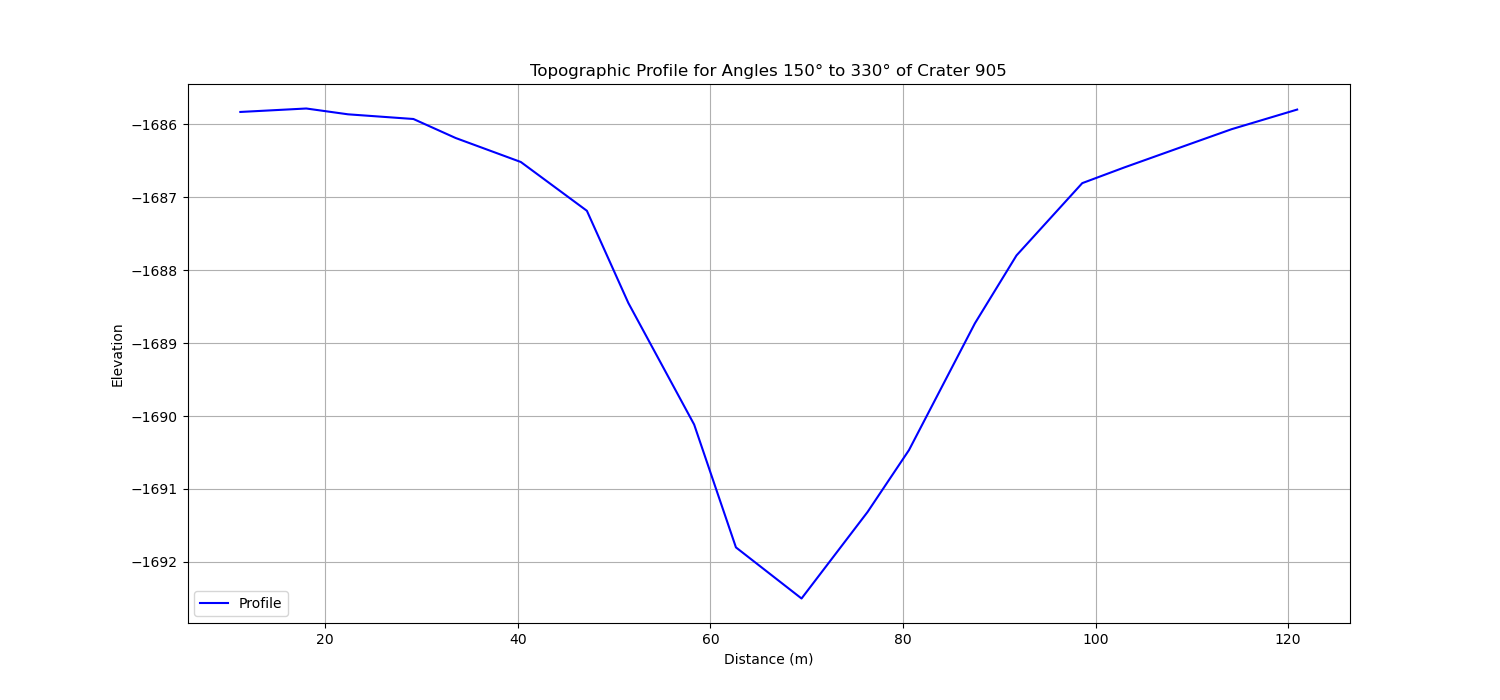 Topographic Profile for Angles 150° to 330° of Crater 905
−1686
−1687
−1688
−1689
−1690
−1691
−1692
Elevation
Profile
20 40 60 80 100 120
Distance (m)